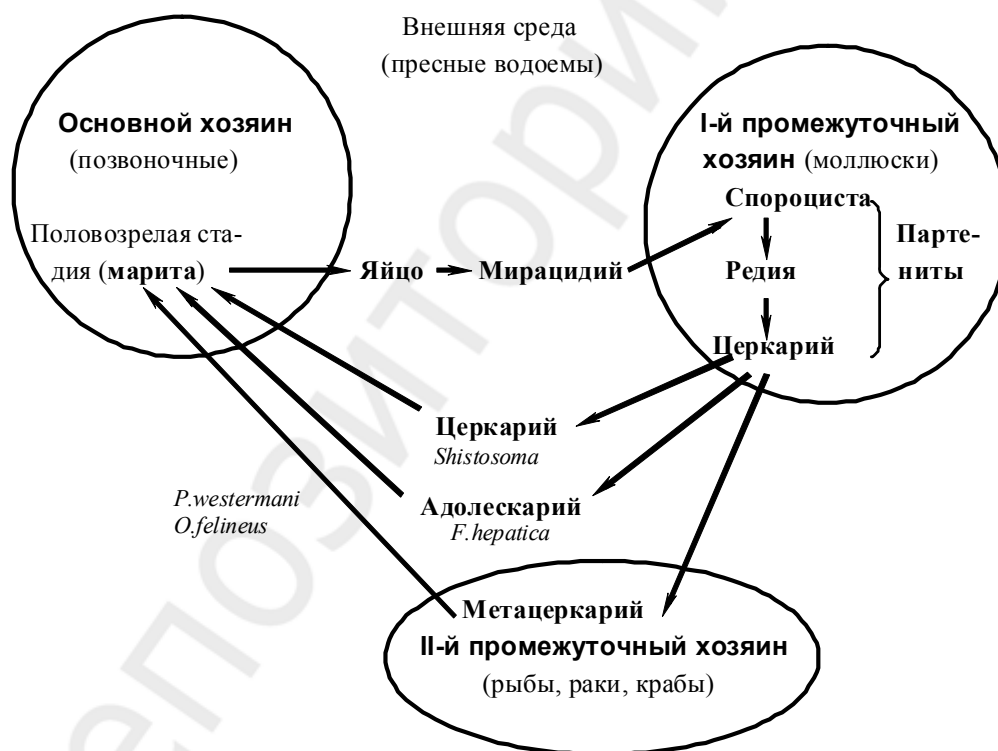 Внешняя среда
(пресные водоемы)
Основной хозяин
(позвоночные)
Половозрелая ста-
дия (марита)
Яйцо
Мирацидий
I-й промежуточный
хозяин (моллюски)
Спороциста
Редия
Церкарий
Парте-
ниты
Церкарий
Shistosoma
Адолескарий
F.hepatica
P.westermani
O.felineus
Метацеркарий
II-й промежуточный хозяин
(рыбы, раки, крабы)